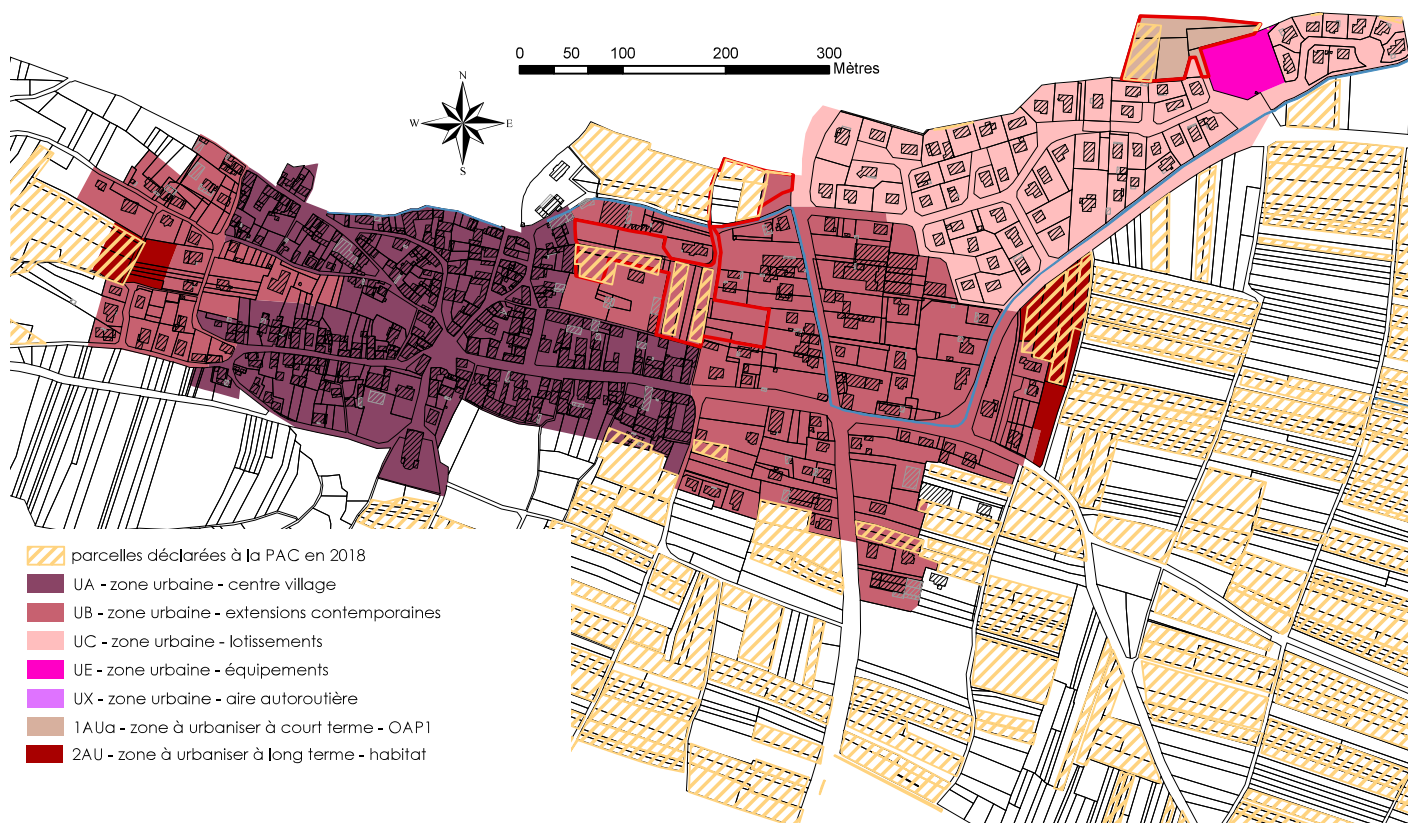 0 50 100 200 300
Mètres
N
W E
S
parcelles déclarées à la PAC en 2018
UA - zone urbaine - centre village
UB - zone urbaine - extensions contemporaines
UC - zone urbaine - lotissements
UE - zone urbaine - équipements
UX - zone urbaine - aire autoroutière
1AUa - zone à urbaniser à court terme - OAP1
2AU - zone à urbaniser à long terme - habitat